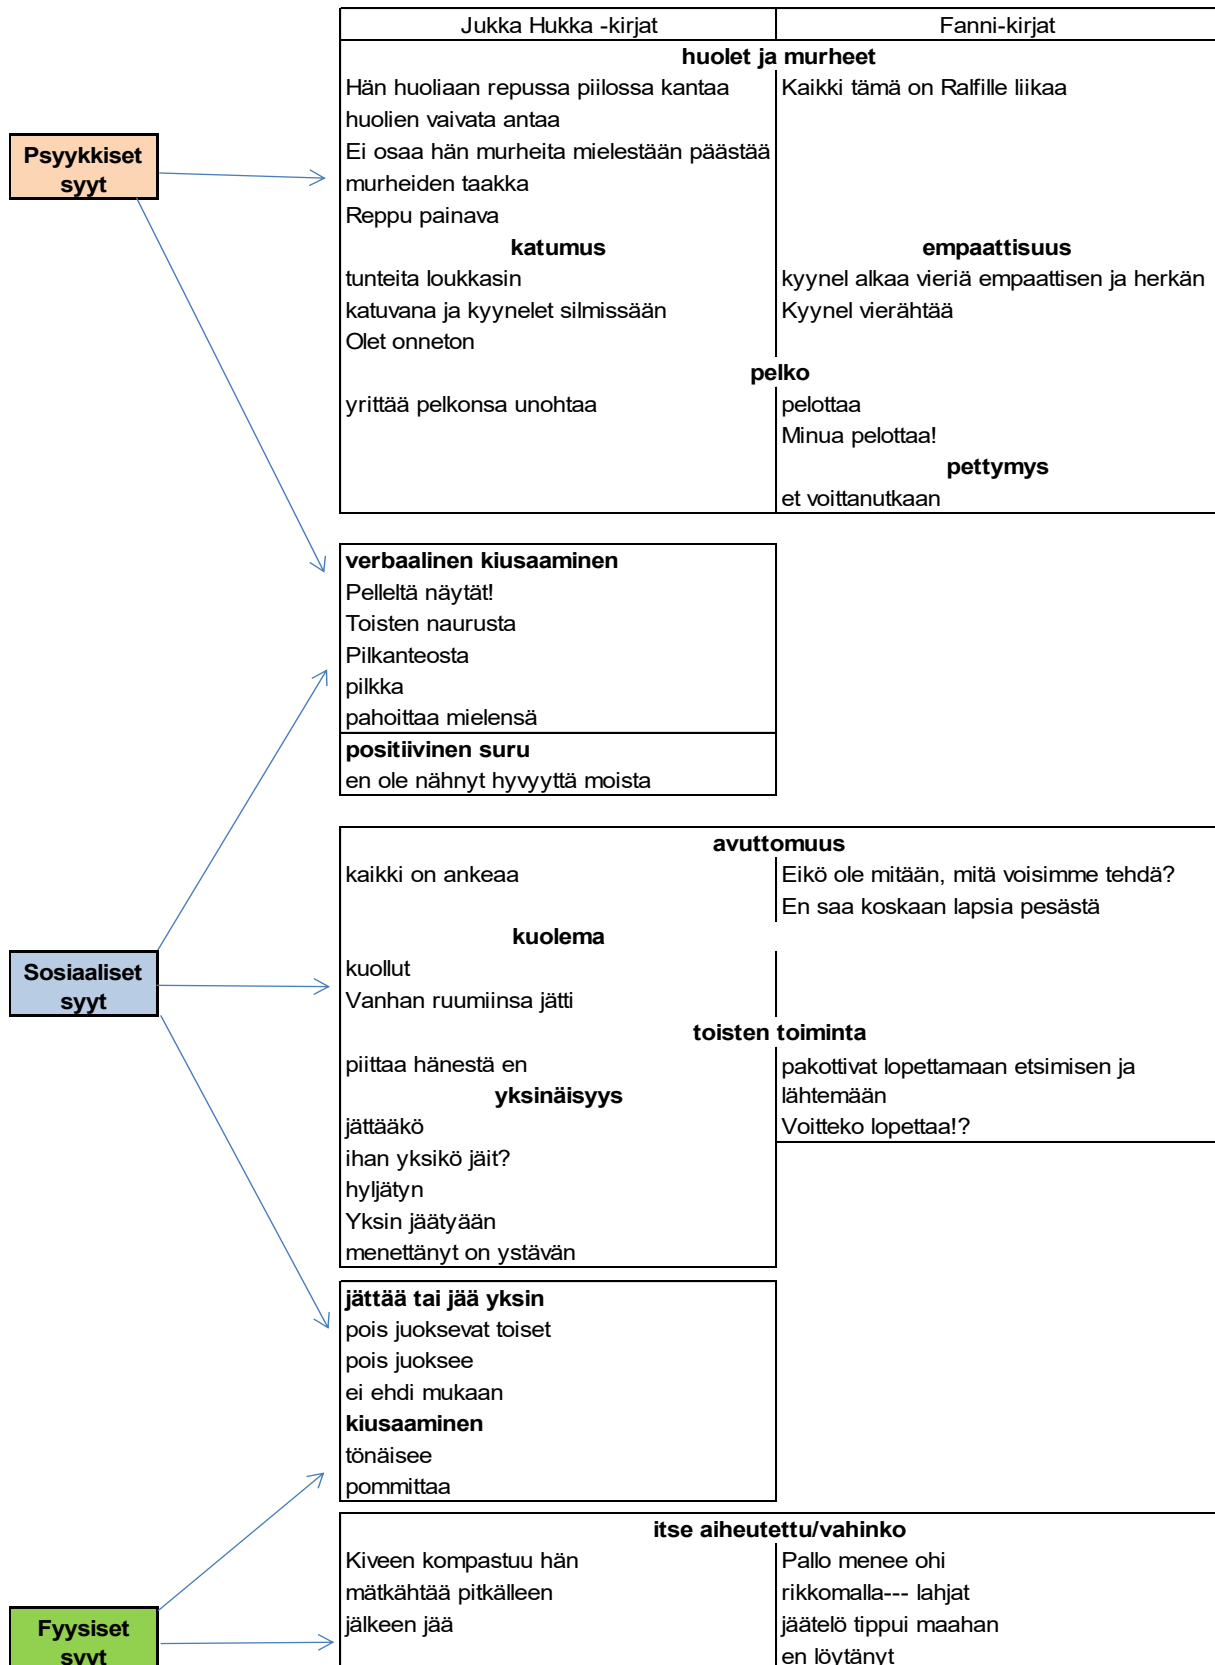 Jukka Hukka -kirjat Fanni-kirjat
huolet ja murheet
Hän huoliaan repussa piilossa kantaa Kaikki tämä on Ralfille liikaa
huolien vaivata antaa
Ei osaa hän murheita mielestään päästää
murheiden taakka
Reppu painava
Psyykkiset
syyt
katumus empaattisuus
tunteita loukkasin kyynel alkaa vieriä empaattisen ja herkän
katuvana ja kyynelet silmissään Kyynel vierähtää
Olet onneton
pelko
yrittää pelkonsa unohtaa pelottaa
Minua pelottaa!
pettymys
et voittanutkaan
verbaalinen kiusaaminen
Pelleltä näytät!
Toisten naurusta
Pilkanteosta
pilkka
pahoittaa mielensä
positiivinen suru
en ole nähnyt hyvyyttä moista
avuttomuus
kaikki on ankeaa Eikö ole mitään, mitä voisimme tehdä?
En saa koskaan lapsia pesästä
kuolema
kuollut
Vanhan ruumiinsa jätti
Sosiaaliset
syyt
toisten toiminta
piittaa hänestä en pakottivat lopettamaan etsimisen ja
lähtemään
yksinäisyys
jättääkö Voitteko lopettaa!?
ihan yksikö jäit?
hyljätyn
Yksin jäätyään
menettänyt on ystävän
jättää tai jää yksin
pois juoksevat toiset
pois juoksee
ei ehdi mukaan
kiusaaminen
tönäisee
pommittaa
itse aiheutettu/vahinko
Kiveen kompastuu hän Pallo menee ohi
mätkähtää pitkälleen rikkomalla--- lahjat
jälkeen jää jäätelö tippui maahan
en löytänyt
Fyysiset
syyt